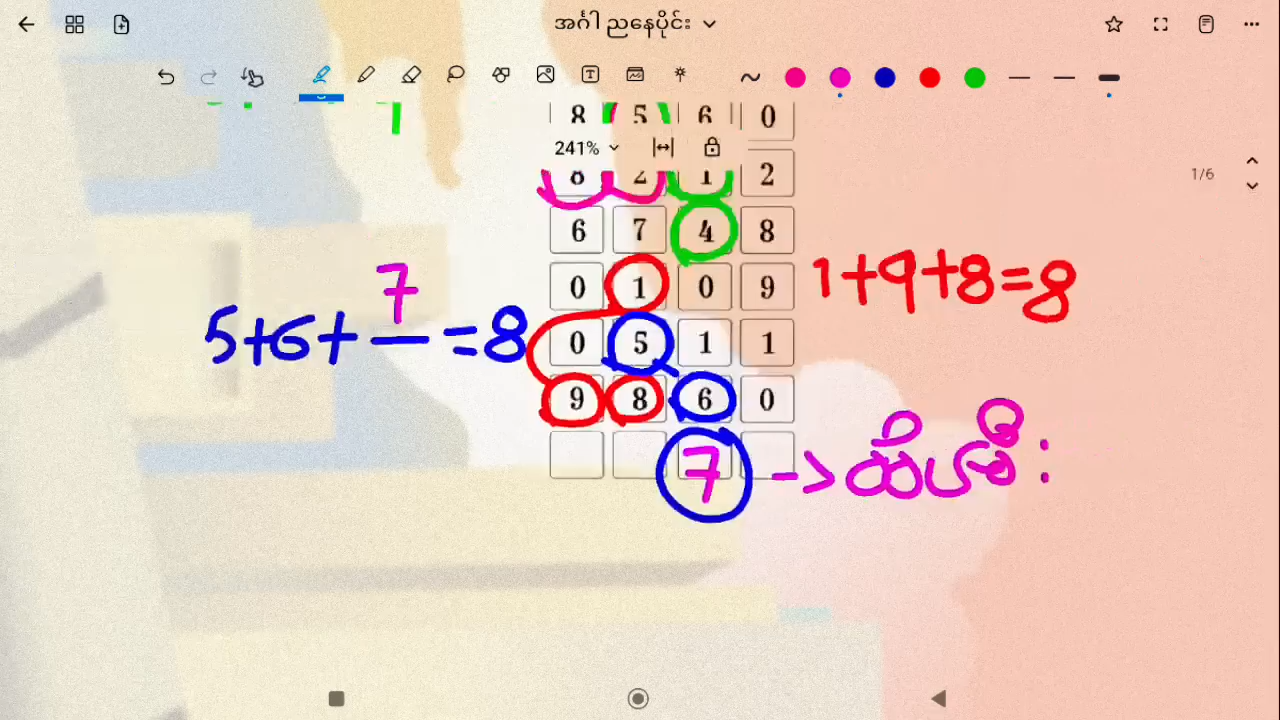 အင်္ဂါ ညနေပိုင်း
241%
1/6
8 5 6 0
8 2 1 2
6 7 4 8
0 1 0 9
1+9+8=8
7
5+6+ =8
0 5 1 1
9 8 6 0
7 -> ထိပ်စီး